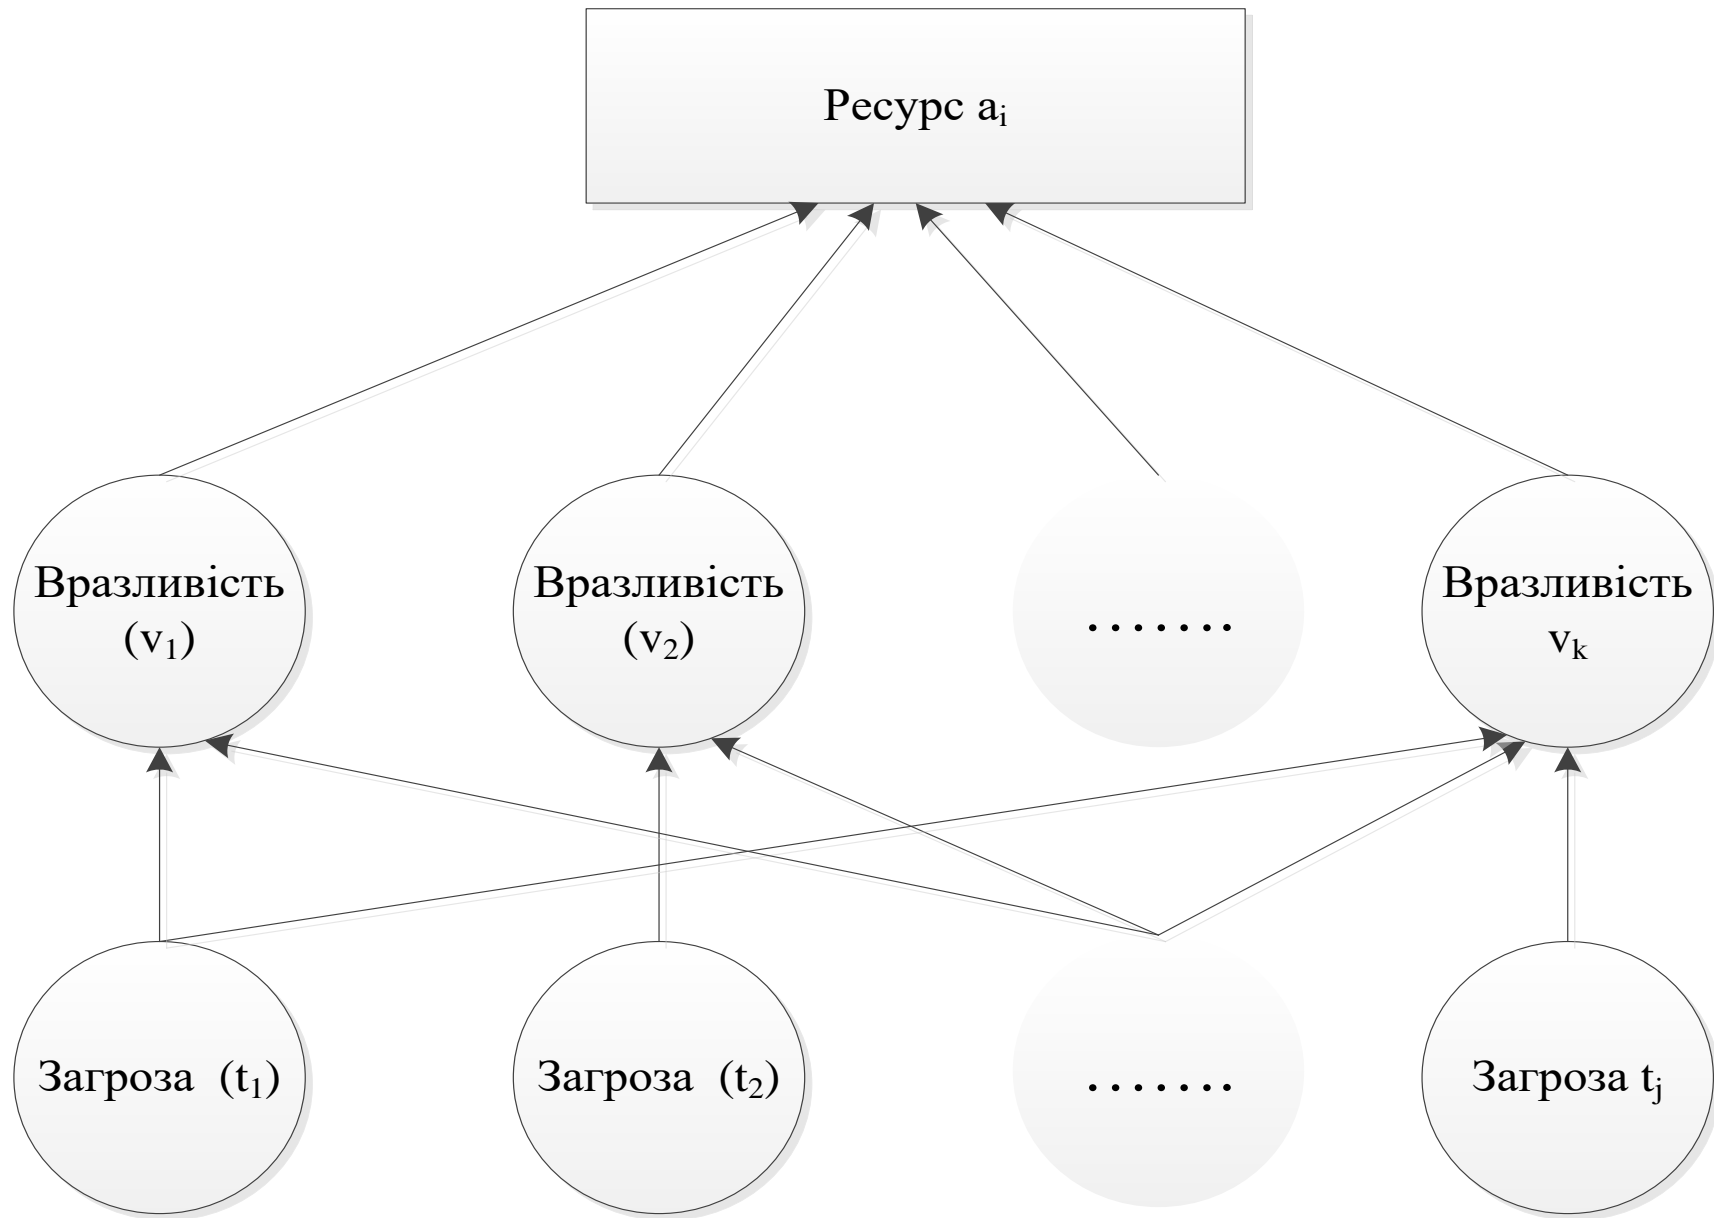 Ресурс aᵢ
Вразливість
(v₁)
Вразливість
(v₂)
.......
Вразливість
vₖ
Загроза (t₁)
Загроза (t₂)
.......
Загроза tⱼ